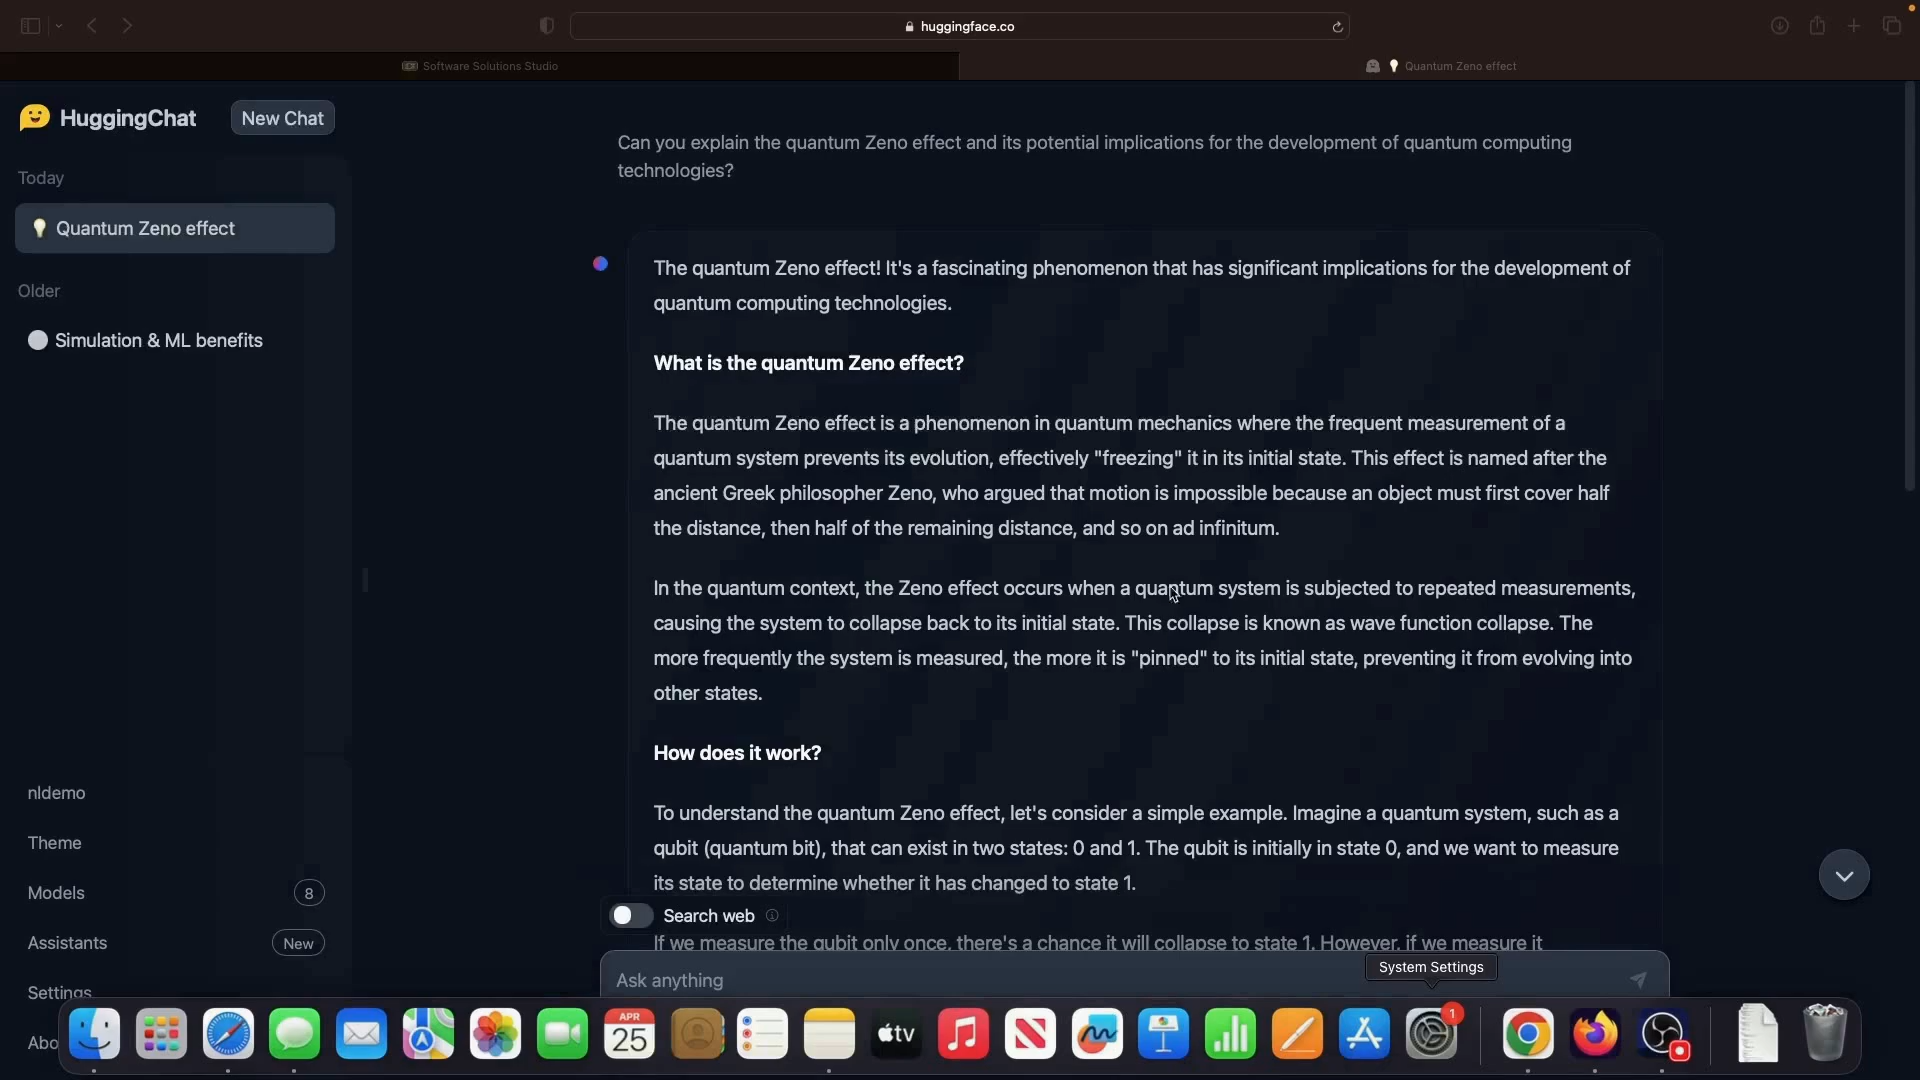 huggingface.co
Software Solutions Studio
Quantum Zeno effect
HuggingChat
New Chat
Today
Quantum Zeno effect
Older
Simulation & ML benefits
nldemo
Theme
Models
8
Assistants
New
Settings
Abo
Can you explain the quantum Zeno effect and its potential implications for the development of quantum computing
technologies?
The quantum Zeno effect! It's a fascinating phenomenon that has significant implications for the development of
quantum computing technologies.
What is the quantum Zeno effect?
The quantum Zeno effect is a phenomenon in quantum mechanics where the frequent measurement of a
quantum system prevents its evolution, effectively "freezing" it in its initial state. This effect is named after the
ancient Greek philosopher Zeno, who argued that motion is impossible because an object must first cover half
the distance, then half of the remaining distance, and so on ad infinitum.
In the quantum context, the Zeno effect occurs when a quantum system is subjected to repeated measurements,
causing the system to collapse back to its initial state. This collapse is known as wave function collapse. The
more frequently the system is measured, the more it is "pinned" to its initial state, preventing it from evolving into
other states.
How does it work?
To understand the quantum Zeno effect, let's consider a simple example. Imagine a quantum system, such as a
qubit (quantum bit), that can exist in two states: 0 and 1. The qubit is initially in state 0, and we want to measure
its state to determine whether it has changed to state 1.
Search web
If we measure the qubit only once, there's a chance it will collapse to state 1. However, if we measure it
System Settings
Ask anything
APR
25
tv
1